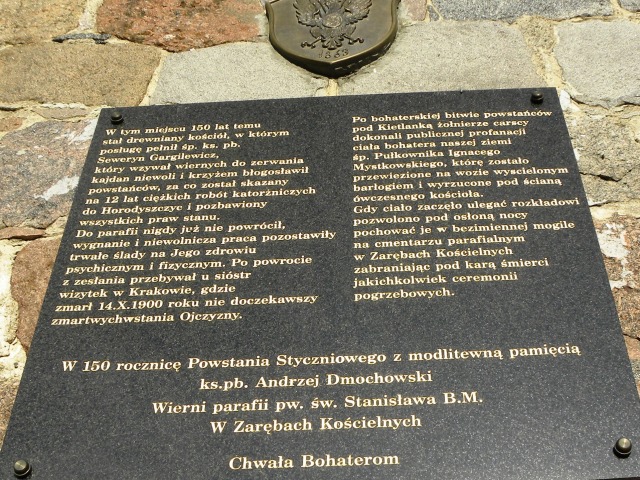 1863
W tym miejscu 150 lat temu
stał drewniany kościół, w którym
posługę pełnił śp. ks. pb.
Seweryn Gargilewicz,
który wzywał wiernych do zerwania
kajdan niewoli i krzyżem błogosławił
powstańców, za co został skazany
na 12 lat ciężkich robót katorżniczych
do Horodyszczye i pozbawiony
wszystkich praw stanu.
Do parafii nigdy już nie powrócił,
wygnanie i niewolnicza praca pozostawiły
trwałe ślady na Jego zdrowiu
psychicznym i fizycznym. Po powrocie
z zesłania przebywał u sióstr
wizytek w Krakowie, gdzie
zmarł 14.X.1900 roku nie doczekawszy
zmartwychwstania Ojczyzny.
Po bohaterskiej bitwie powstańców
pod Kietlanką żołnierze carscy
dokonali publicznej profanacji
ciała bohatera naszej ziemi
śp. Pułkownika Ignacego
Mystkowskiego, które zostało
przewiezione na wozie wyscielonym
barłogiem i wyrzucone pod ścianą
ówczesnego kościoła.
Gdy ciało zaczęło ulegać rozkładowi
pozwolono pod osłoną nocy
pochować je w bezimiennej mogile
na cmentarzu parafialnym
w Zarębach Kościelnych
zabraniając pod karą śmierci
jakichkolwiek ceremonii
pogrzebowych.
W 150 rocznicę Powstania Styczniowego z modlitewną pamięcią
ks.pb. Andrzej Dmochowski
Wierni parafii pw. św. Stanisława B.M.
W Zarębach Kościelnych
Chwała Bohaterom